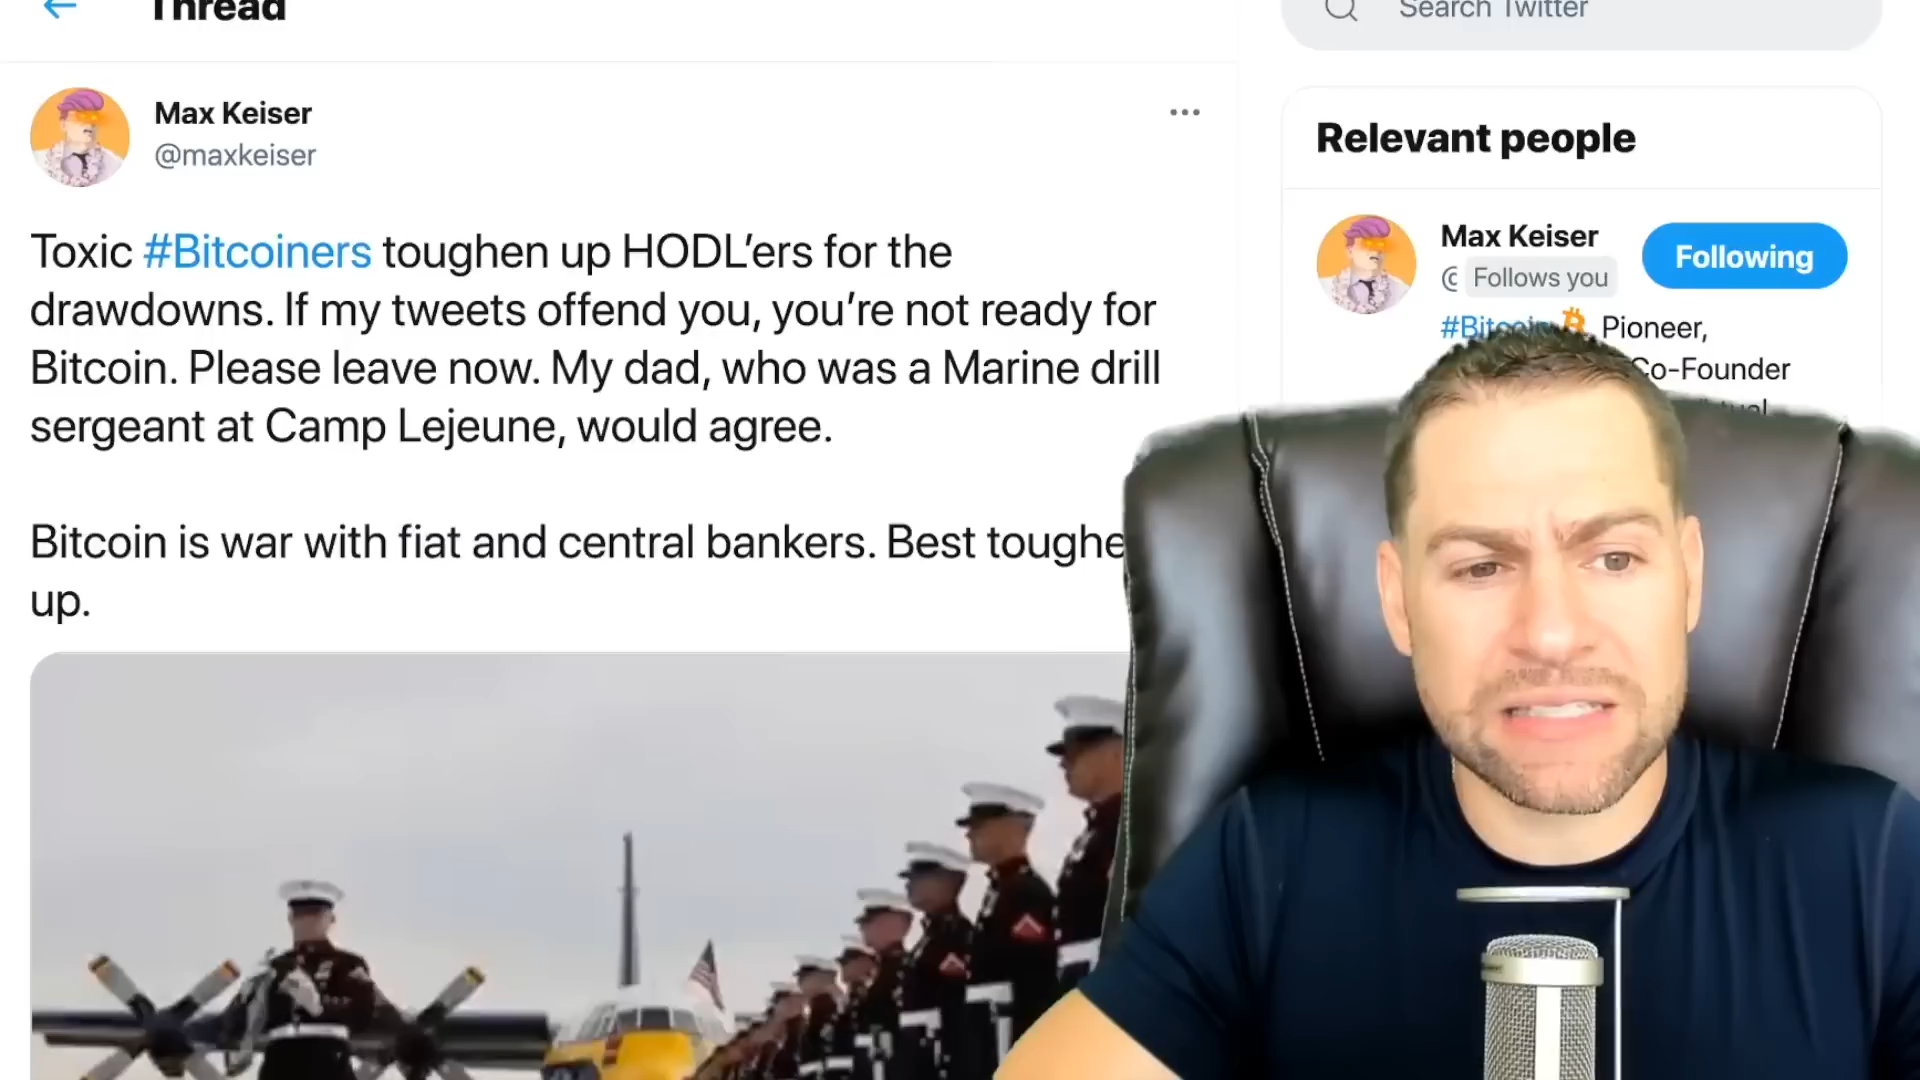 Thread
Search Twitter
Max Keiser
@maxkeiser
Toxic #Bitcoiners toughen up HODL’ers for the
drawdowns. If my tweets offend you, you’re not ready for
Bitcoin. Please leave now. My dad, who was a Marine drill
sergeant at Camp Lejeune, would agree.
Bitcoin is war with fiat and central bankers. Best toughe
up.
Relevant people
Max Keiser
Follows you
Following
Pioneer,
Co-Founder